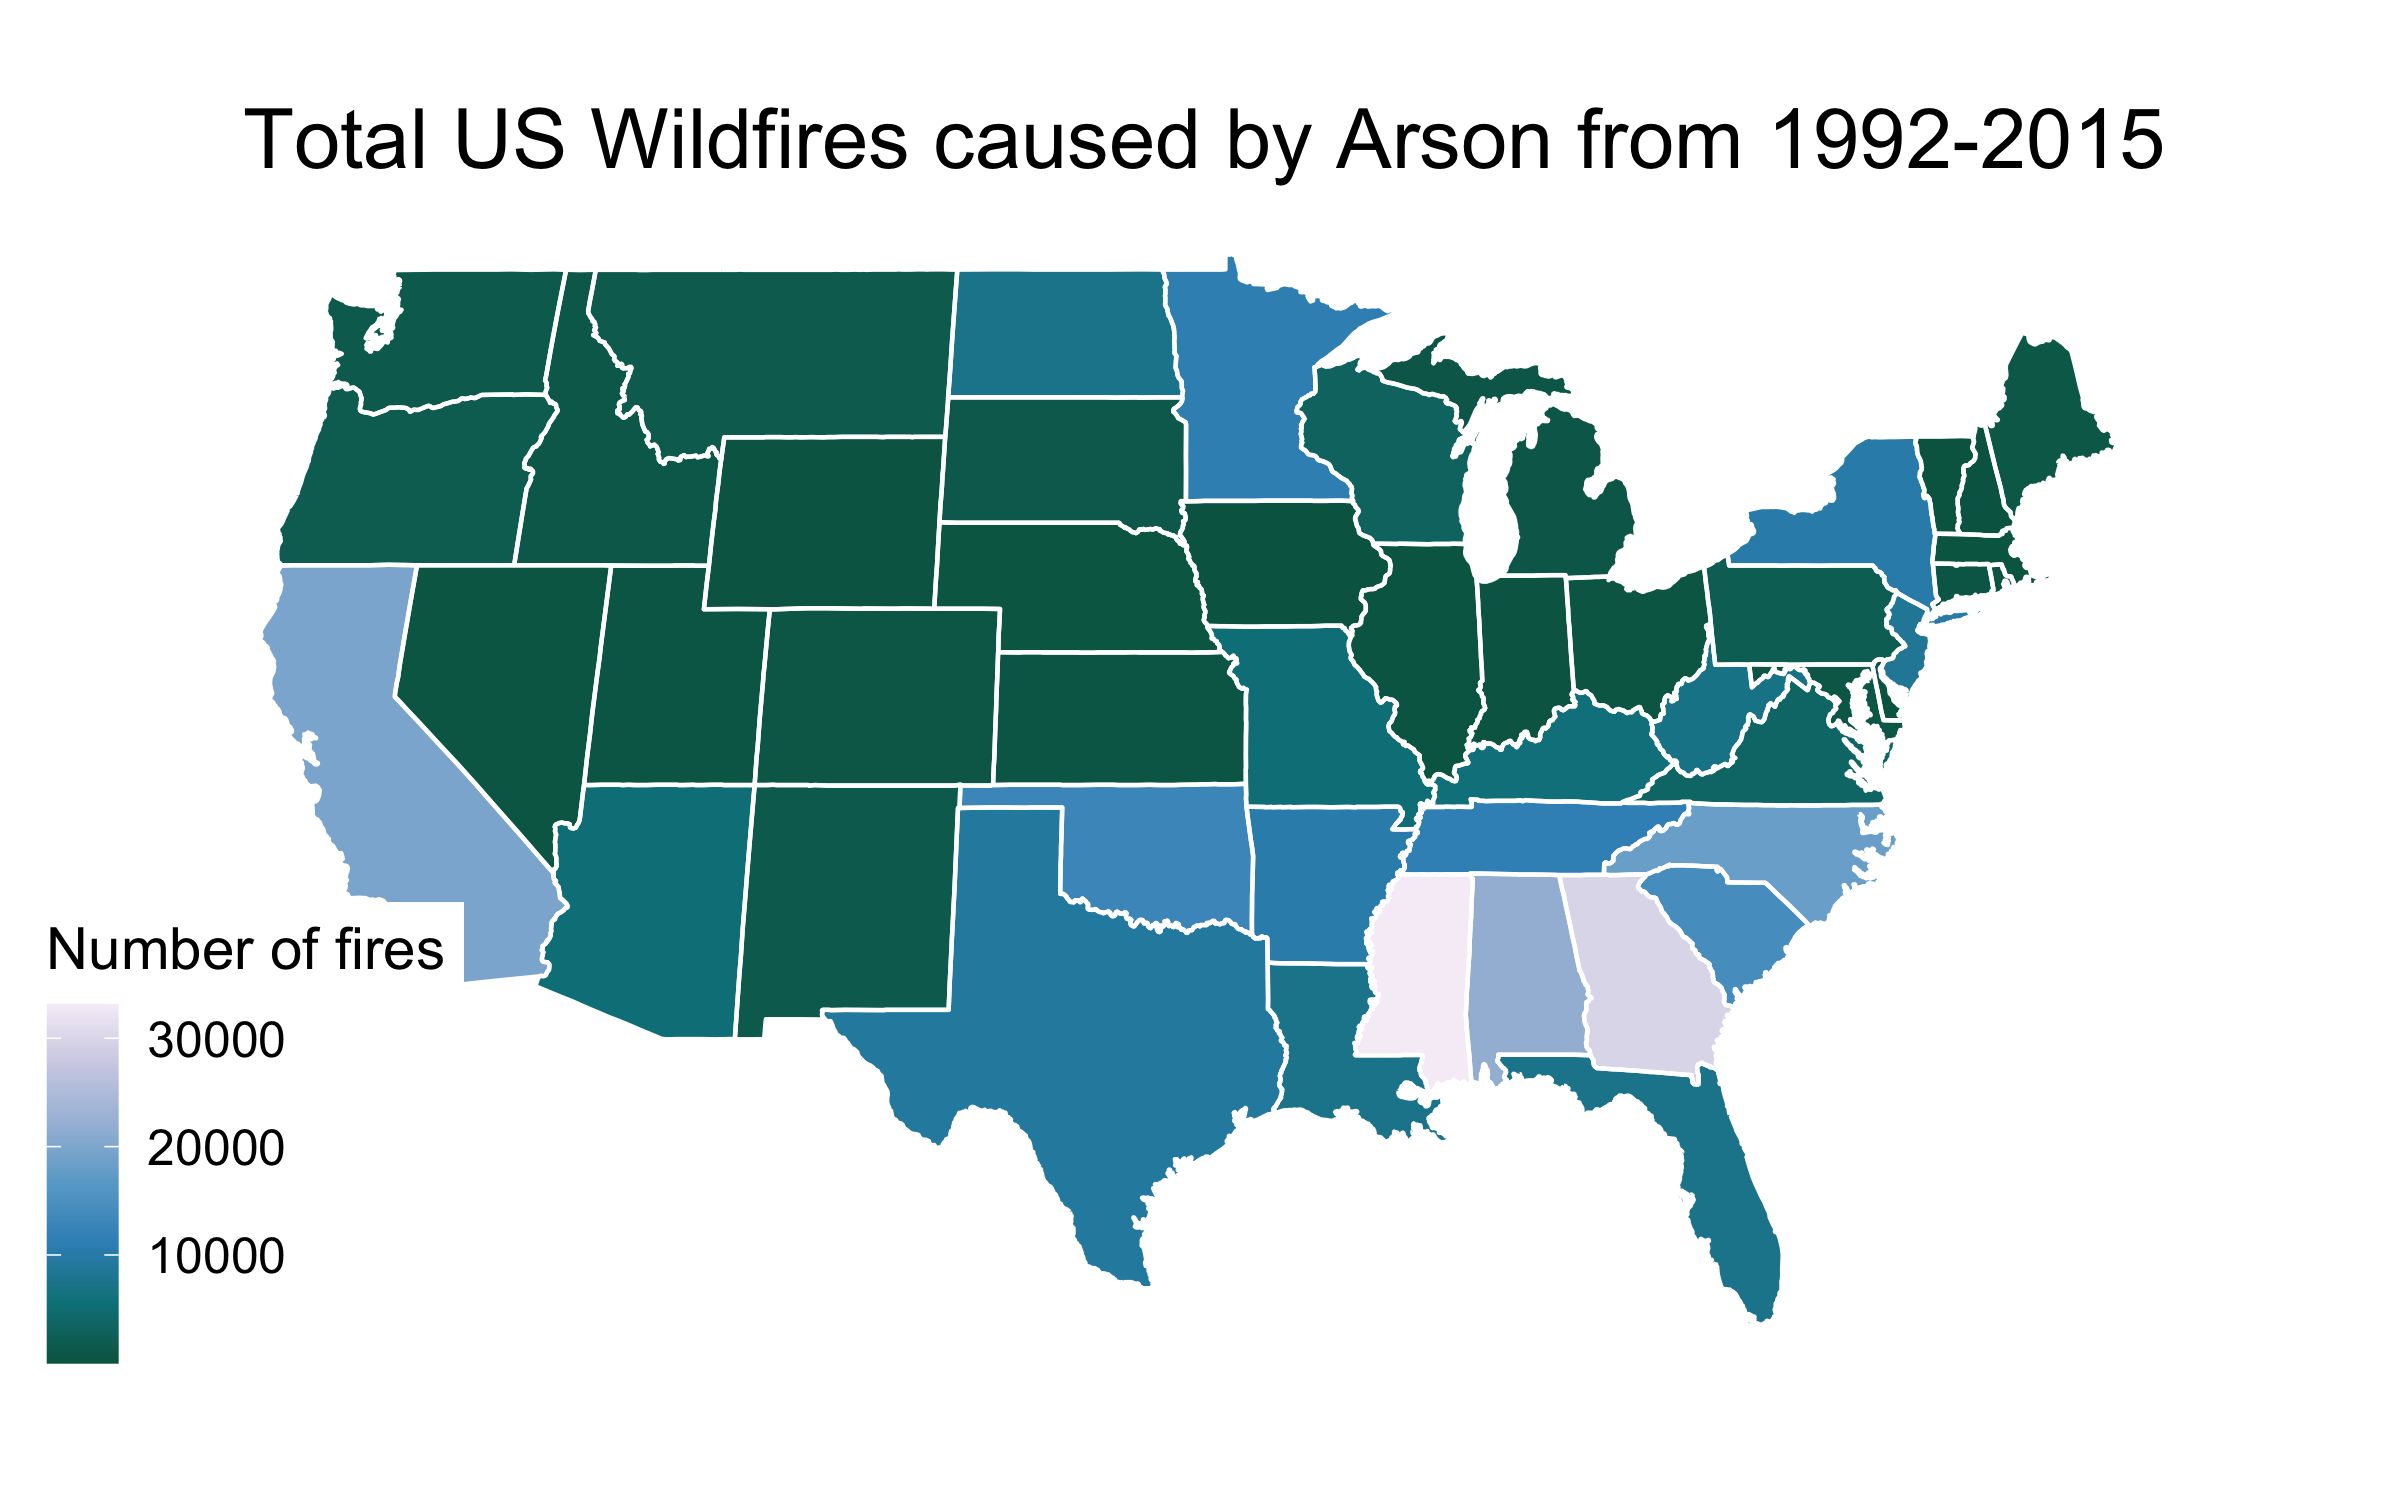 Total US Wildfires caused by Arson from 1992-2015
Number of fires
30000
20000
10000